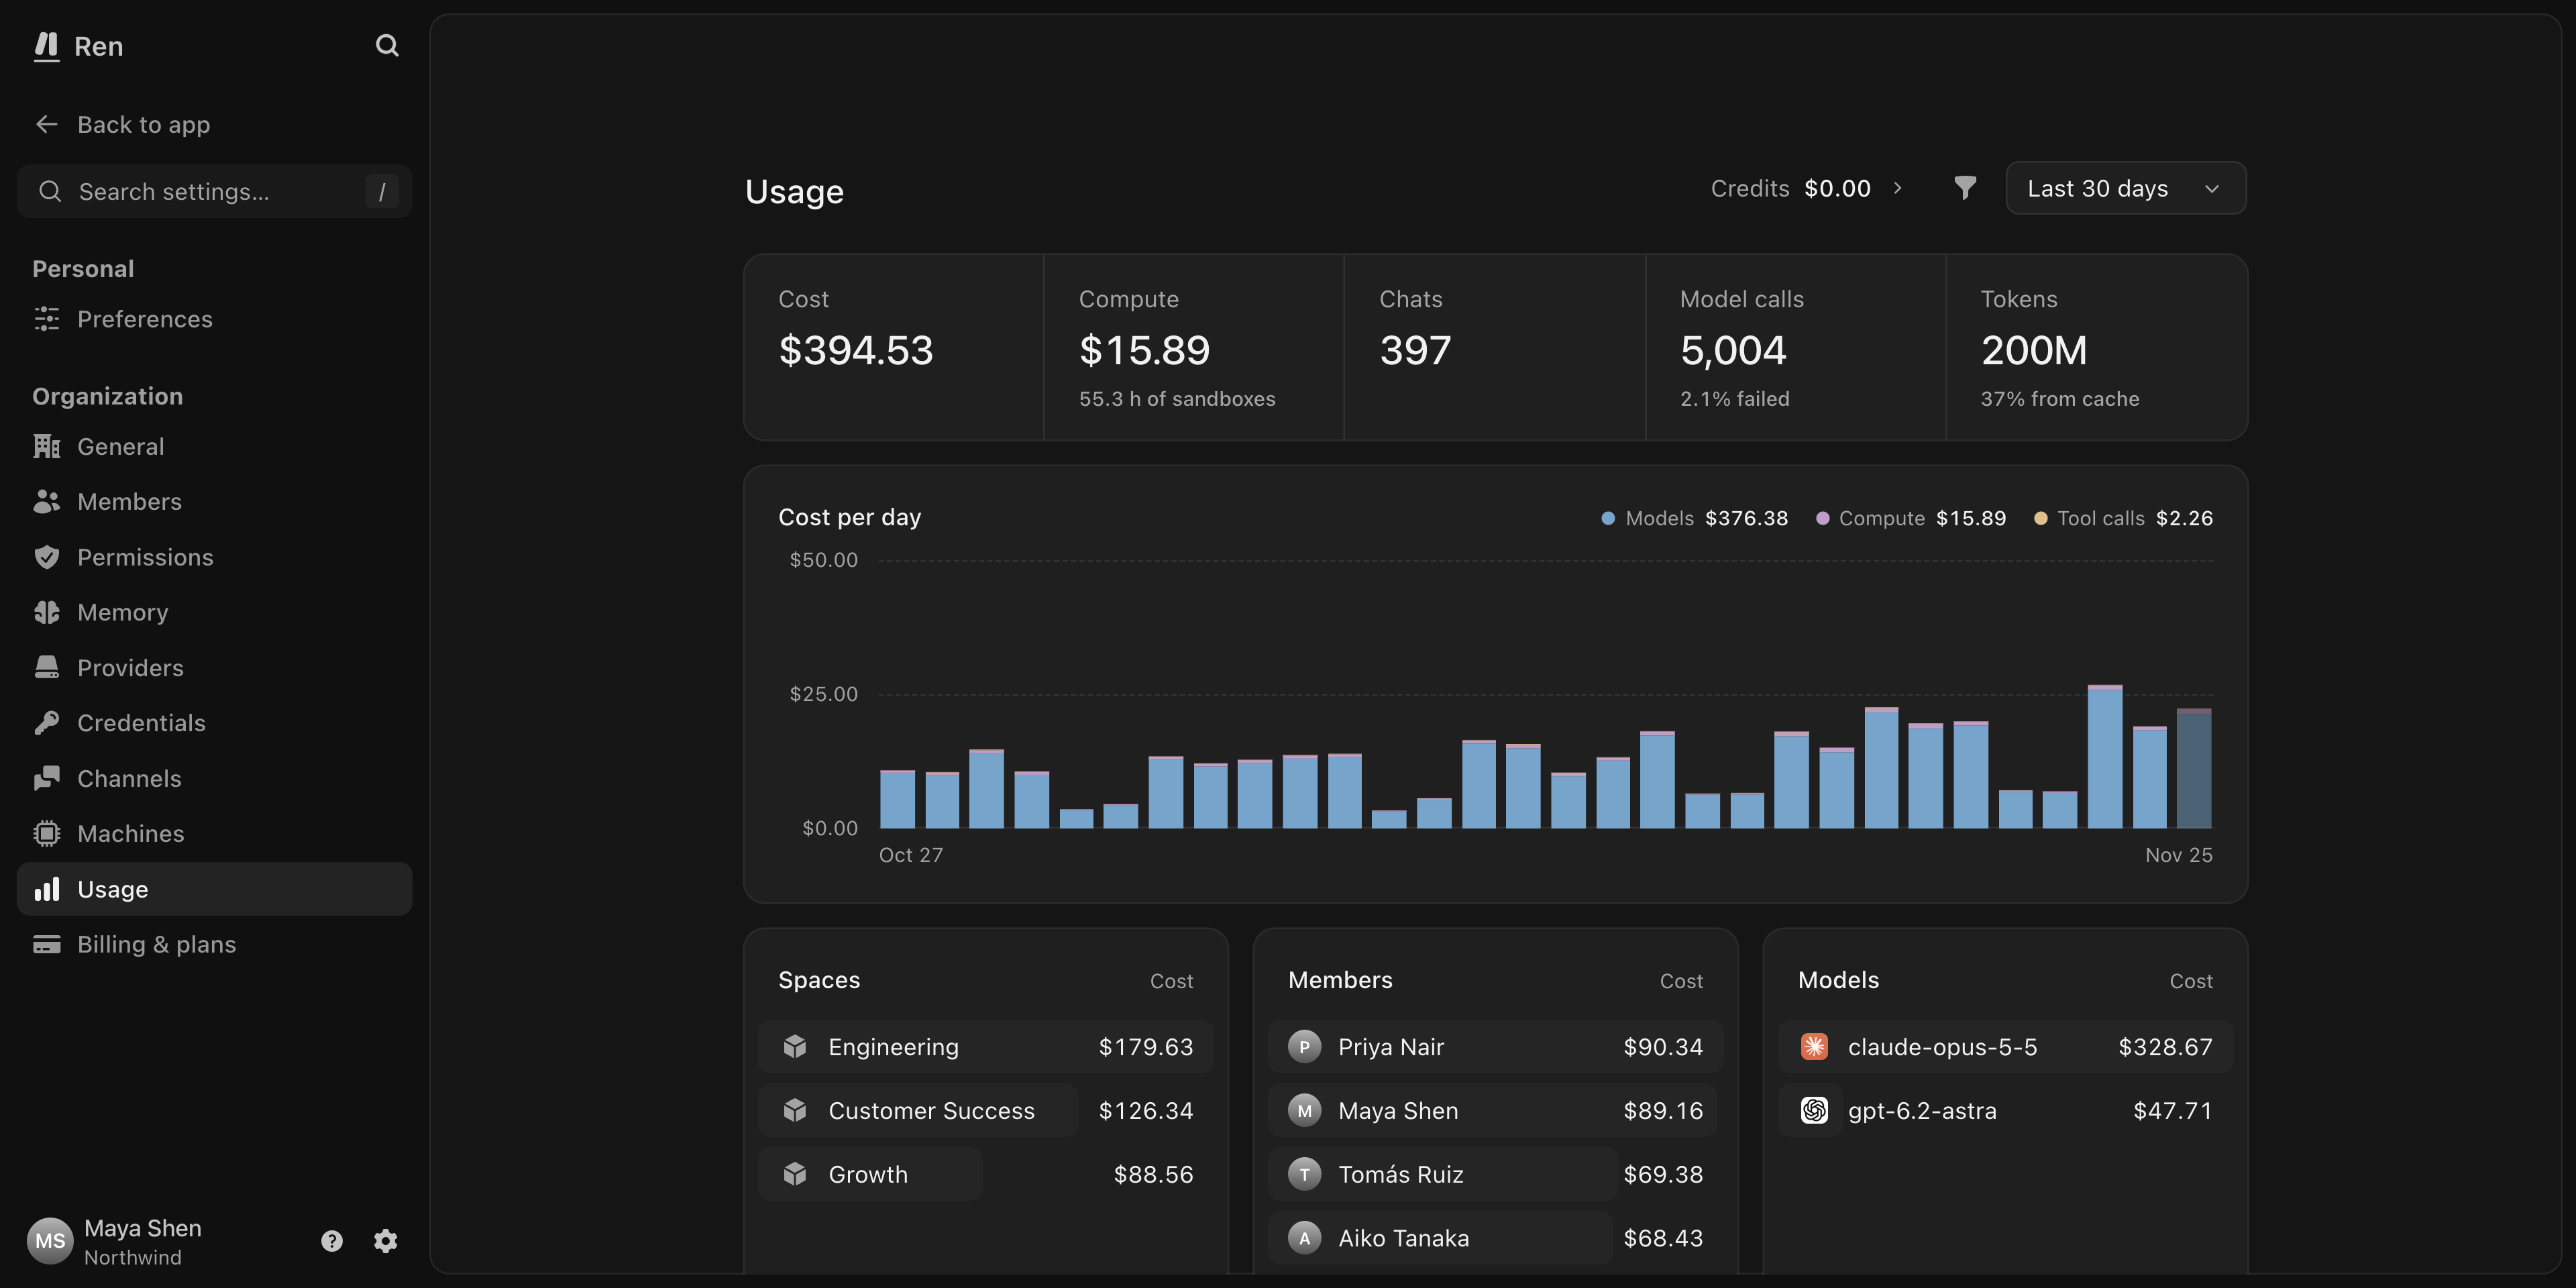 Ren
Back to app
Search settings...
/
Personal
Preferences
Organization
General
Members
Permissions
Memory
Providers
Credentials
Channels
Machines
Usage
Billing & plans
MS
Maya Shen
Northwind
?
Usage
Credits $0.00
Last 30 days
Cost
$394.53
Compute
$15.89
55.3 h of sandboxes
Chats
397
Model calls
5,004
2.1% failed
Tokens
200M
37% from cache
Cost per day
Models $376.38
Compute $15.89
Tool calls $2.26
$50.00
$25.00
$0.00
Oct 27
Nov 25
Spaces Cost
Engineering $179.63
Customer Success $126.34
Growth $88.56
Members Cost
P Priya Nair $90.34
M Maya Shen $89.16
T Tomás Ruiz $69.38
A Aiko Tanaka $68.43
Models Cost
claude-opus-5-5 $328.67
gpt-6.2-astra $47.71